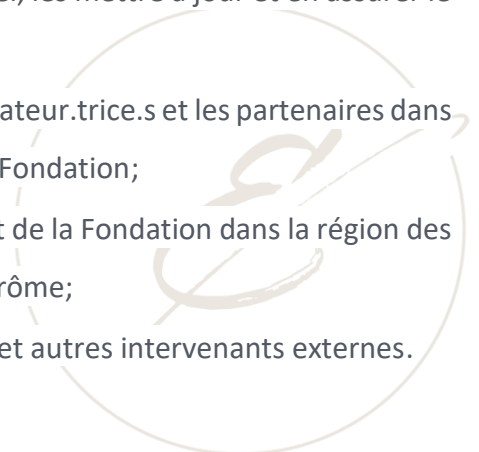 ateur.trice.s et les partenaires dans
Fondation;
t de la Fondation dans la région des
rôme;
et autres intervenants externes.